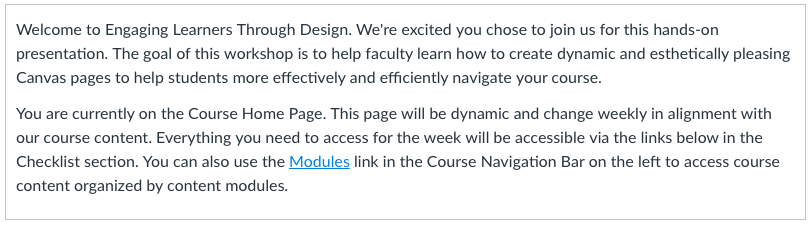 Welcome to Engaging Learners Through Design. We're excited you chose to join us for this hands-on
presentation. The goal of this workshop is to help faculty learn how to create dynamic and esthetically pleasing
Canvas pages to help students more effectively and efficiently navigate your course.
You are currently on the Course Home Page. This page will be dynamic and change weekly in alignment with
our course content. Everything you need to access for the week will be accessible via the links below in the
Checklist section. You can also use the Modules link in the Course Navigation Bar on the left to access course
content organized by content modules.